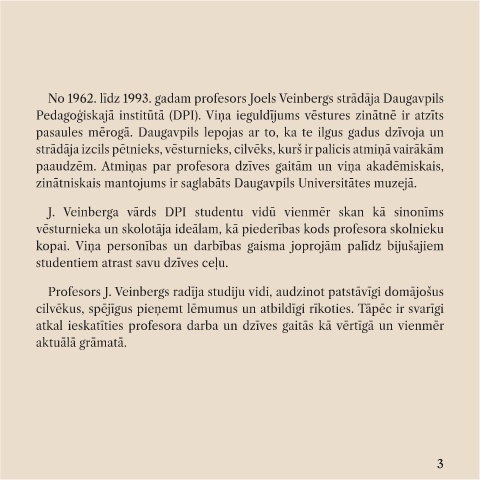 No 1962. līdz 1993. gadam profesors Joels Veinbergs strādāja Daugavpils
Pedagoģiskajā institūtā (DPI). Viņa ieguldījums vēstures zinātnē ir atzīts
pasaules mērogā. Daugavpils lepojas ar to, ka te ilgus gadus dzīvoja un
strādāja izcils pētnieks, vēsturnieks, cilvēks, kurš ir palicis atmiņā vairākām
paaudzēm. Atmiņas par profesora dzīves gaitām un viņa akadēmiskais,
zinātniskais mantojums ir saglabāts Daugavpils Universitātes muzejā.
J. Veinberga vārds DPI studentu vidū vienmēr skan kā sinonīms
vēsturnieka un skolotāja ideālam, kā piederības kods profesora skolnieku
kopai. Viņa personības un darbības gaisma joprojām palīdz bijušajiem
studentiem atrast savu dzīves ceļu.
Profesors J. Veinbergs radīja studiju vidi, audzinot patstāvīgi domājošus
cilvēkus, spējīgus pieņemt lēmumus un atbildīgi rīkoties. Tāpēc ir svarīgi
atkal ieskatīties profesora darba un dzīves gaitās kā vērtīgā un vienmēr
aktuālā grāmatā.
3